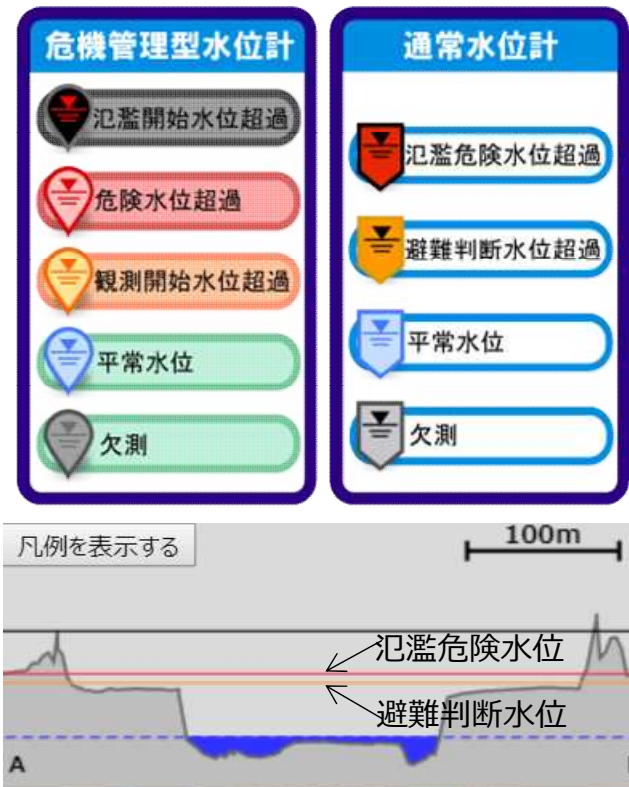 危機管理型水位計
氾濫開始水位超過
危険水位超過
観測開始水位超過
平常水位
欠測
通常水位計
氾濫危険水位超過
避難判断水位超過
平常水位
欠測
凡例を表示する
100m
氾濫危険水位
避難判断水位
A